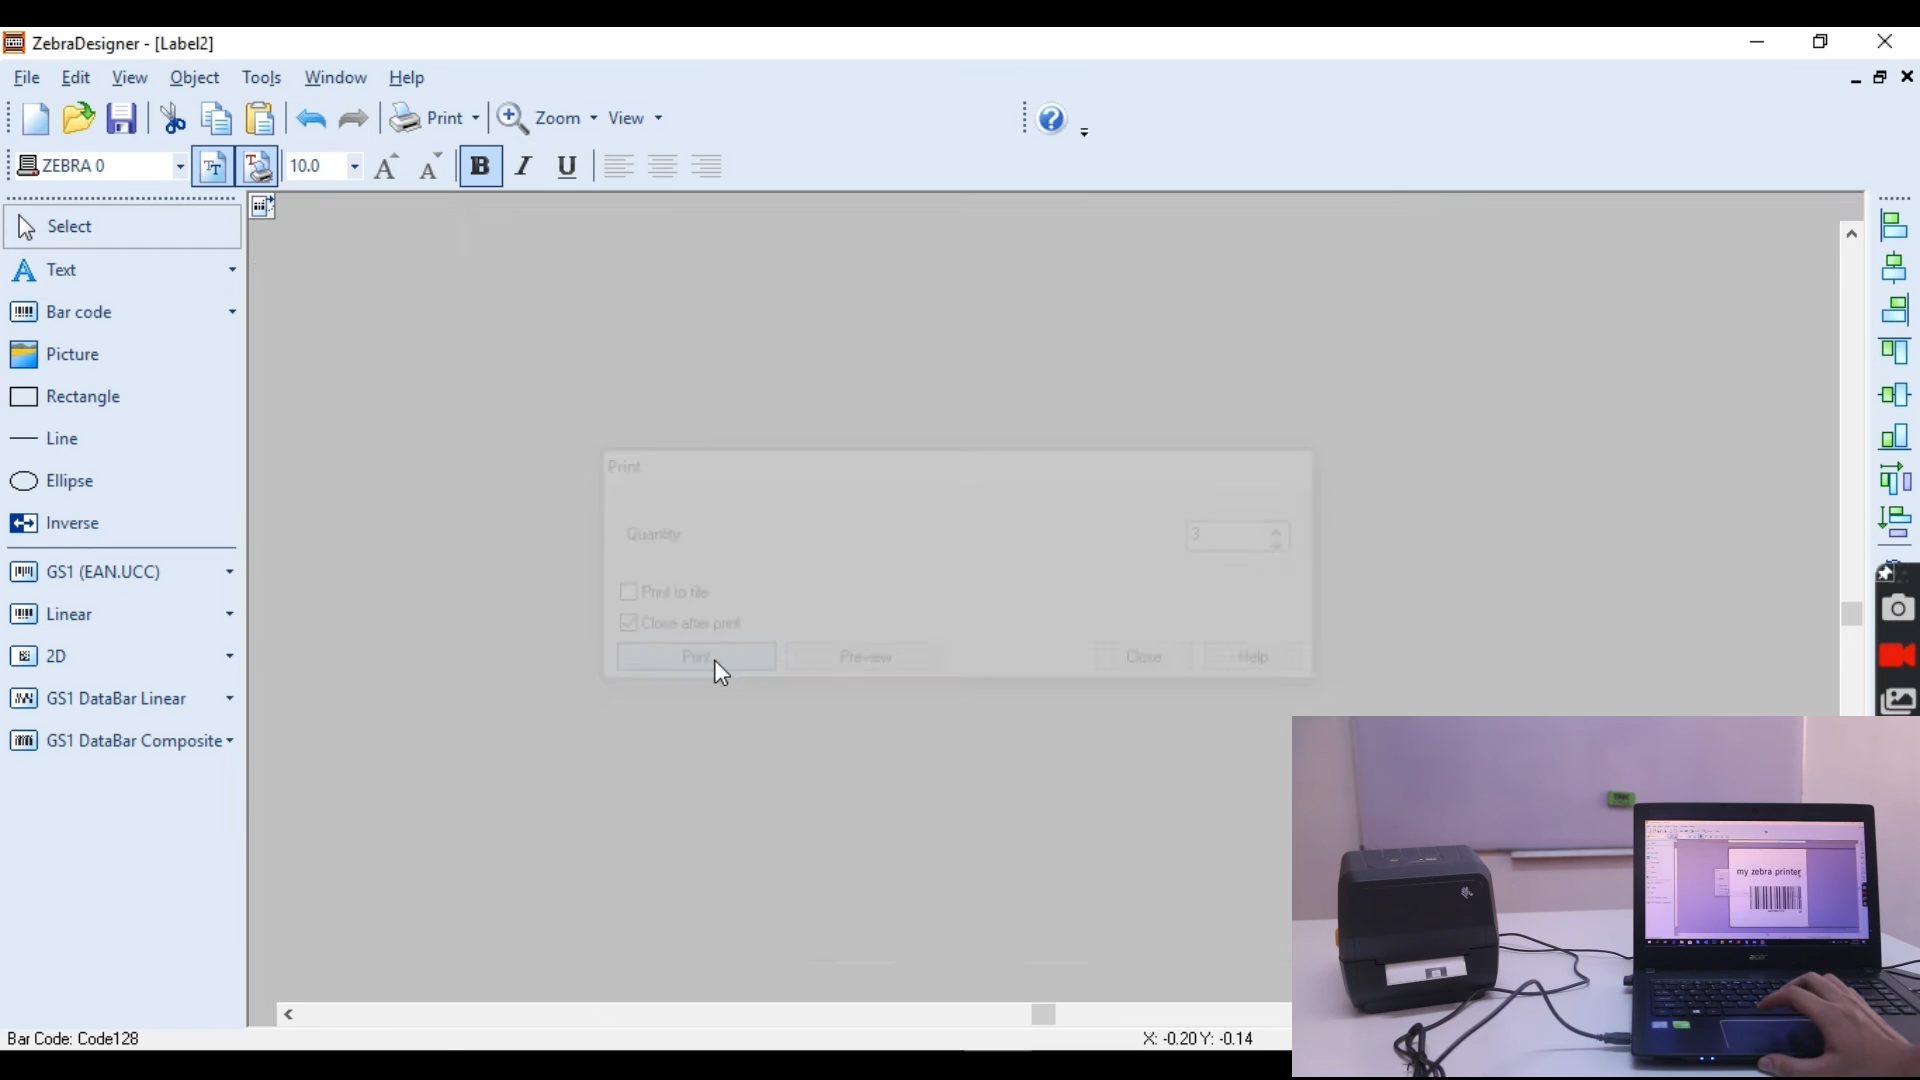 ZebraDesigner - [Label2]
File Edit View Object Tools Window Help
Print Zoom View
ZEBRA 0 10.0 B I U
Select
Text
Bar code
Picture
Rectangle
Line
Ellipse
Inverse
GS1 (EAN.UCC)
Linear
2D
GS1 DataBar Linear
GS1 DataBar Composite
Print
Quantity 3
Print to file
Close after print
Print Preview Close Help
my zebra printer
acer
Bar Code: Code128
X: -0.20 Y: -0.14